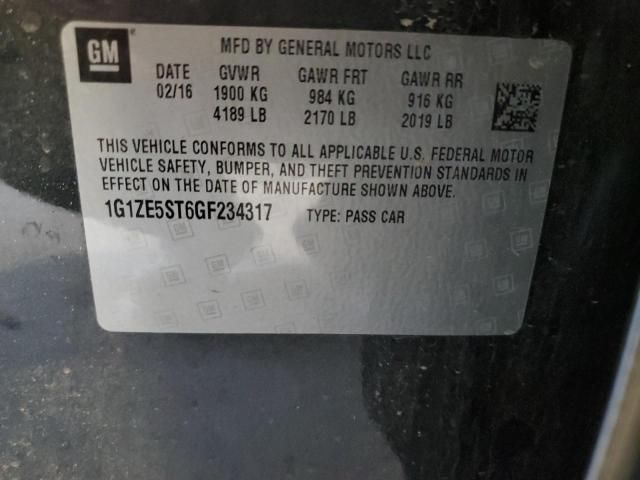 GM
MFD BY GENERAL MOTORS LLC
DATE GVWR GAWR FRT GAWR RR
02/16 1900 KG 984 KG 916 KG
4189 LB 2170 LB 2019 LB
THIS VEHICLE CONFORMS TO ALL APPLICABLE U.S. FEDERAL MOTOR
VEHICLE SAFETY, BUMPER, AND THEFT PREVENTION STANDARDS IN
EFFECT ON THE DATE OF MANUFACTURE SHOWN ABOVE.
1G1ZE5ST6GF234317 TYPE: PASS CAR